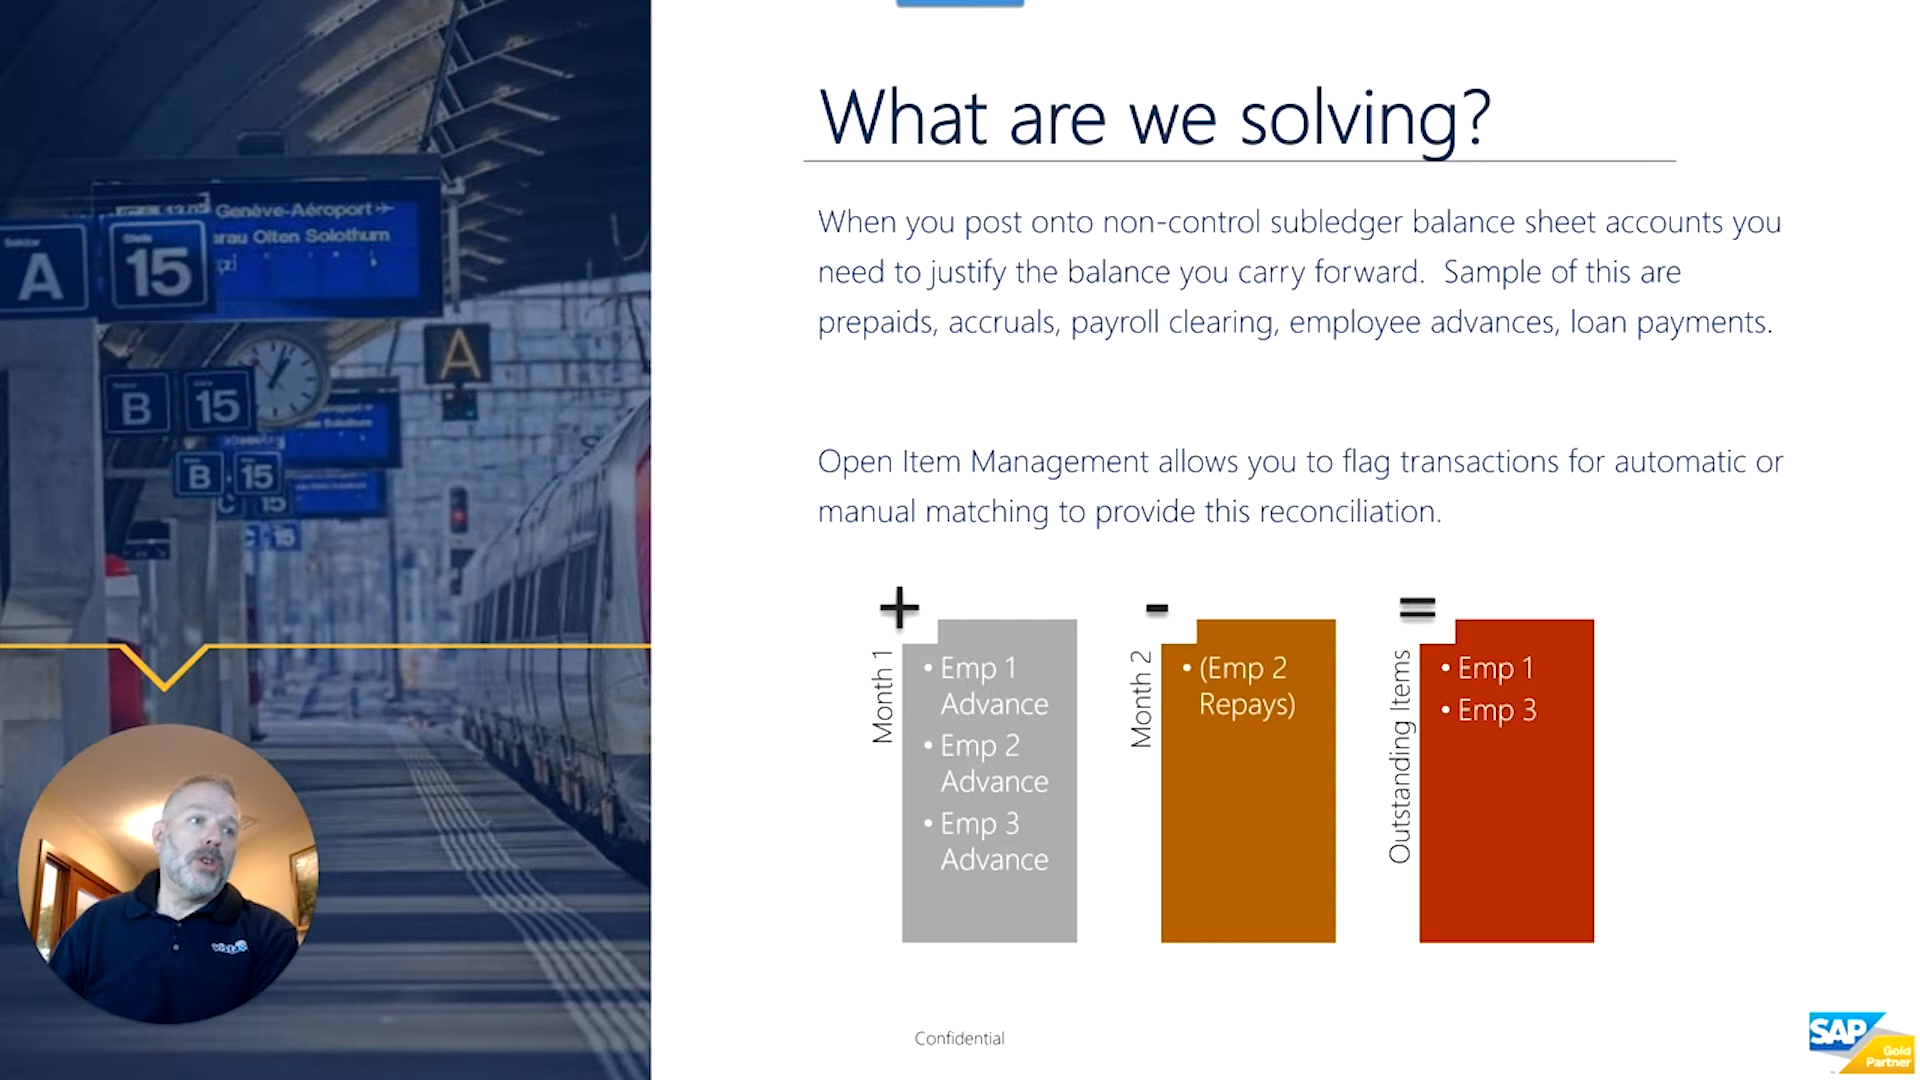 What are we solving?
When you post onto non-control subledger balance sheet accounts you
need to justify the balance you carry forward.  Sample of this are
prepaids, accruals, payroll clearing, employee advances, loan payments.
Open Item Management allows you to flag transactions for automatic or
manual matching to provide this reconciliation.
+
Month 1
• Emp 1
Advance
• Emp 2
Advance
• Emp 3
Advance
-
Month 2
• (Emp 2
Repays)
=
Outstanding Items
• Emp 1
• Emp 3
Confidential
SAP
Gold
Partner
Genève-Aéroport
Olten Solothurn
A
15
A
B
15
B
15
C
15
C
15